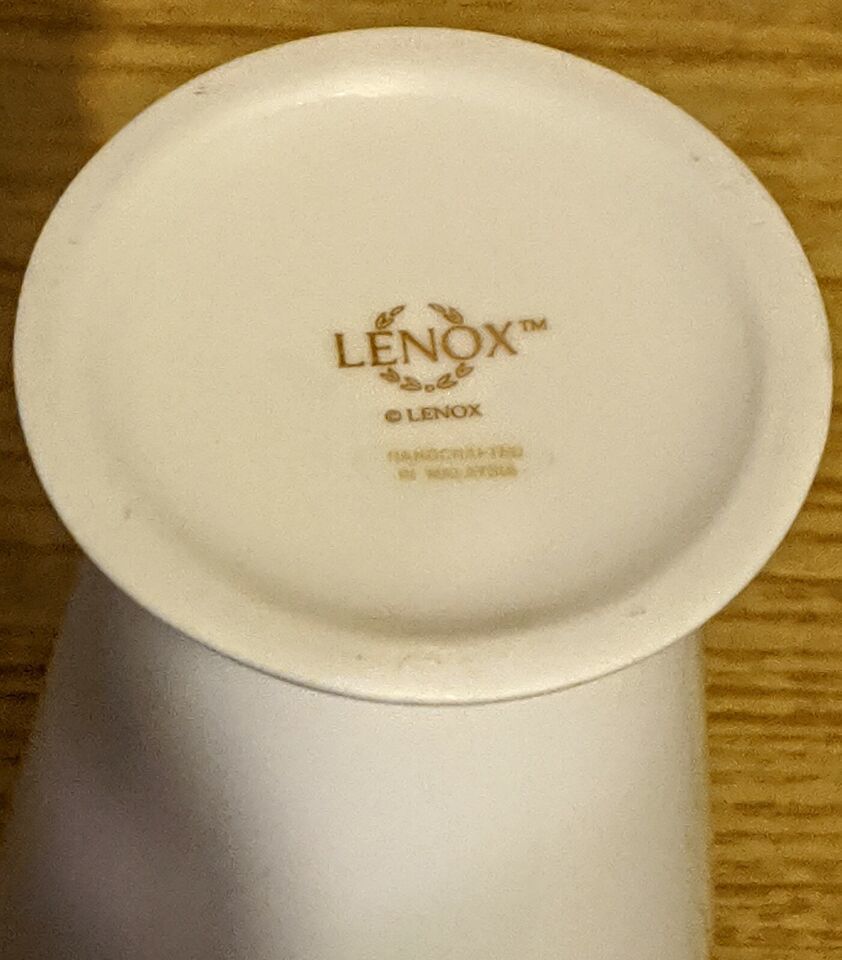 LENOX™
© LENOX
HANDCRAFTED
IN MALAYSIA